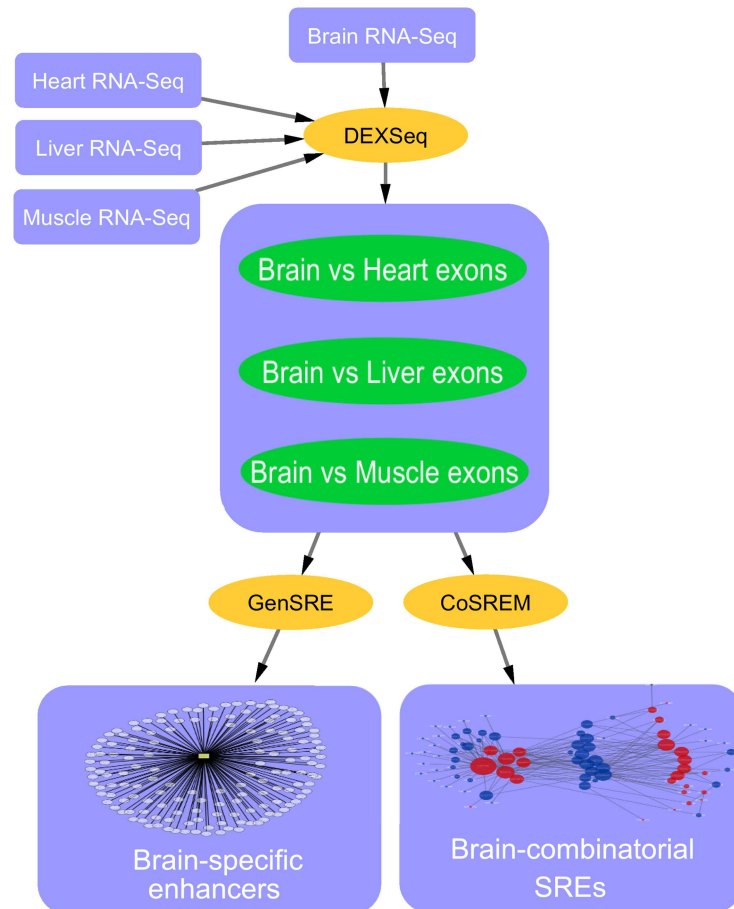 Brain RNA-Seq
Heart RNA-Seq
Liver RNA-Seq
Muscle RNA-Seq
DEXSeq
Brain vs Heart exons
Brain vs Liver exons
Brain vs Muscle exons
GenSRE
CoSREM
Brain-specific
enhancers
Brain-combinatorial
SREs